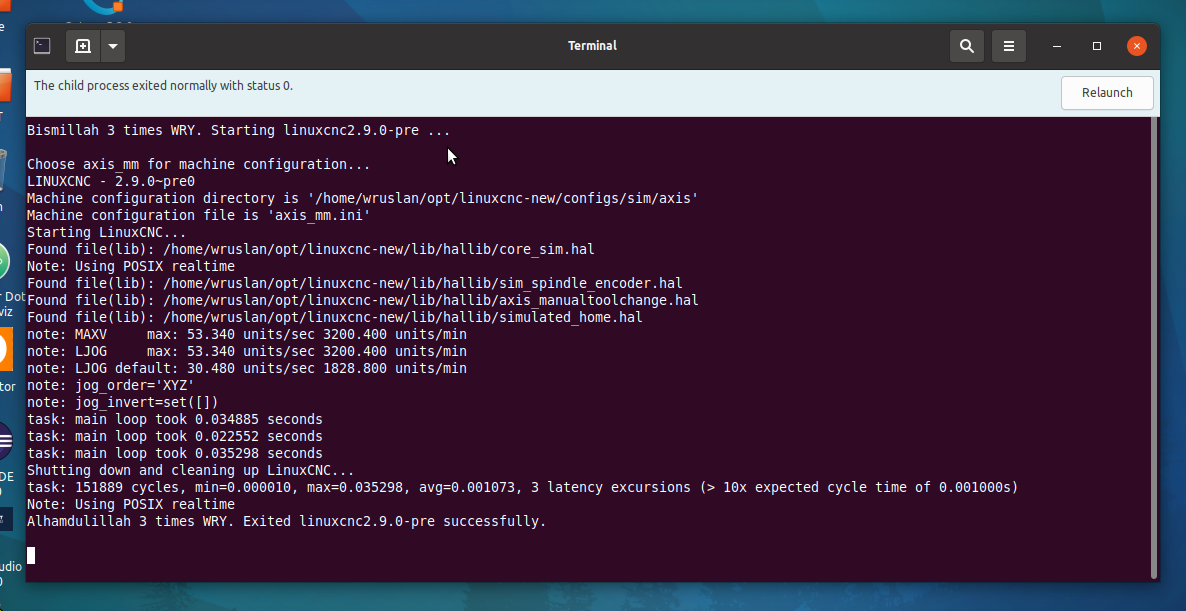 Terminal
The child process exited normally with status 0.
Relaunch
Bismillah 3 times WRY. Starting linuxcnc2.9.0-pre ...
Choose axis_mm for machine configuration...
LINUXCNC - 2.9.0~pre0
Machine configuration directory is '/home/wruslan/opt/linuxcnc-new/configs/sim/axis'
Machine configuration file is 'axis_mm.ini'
Starting LinuxCNC...
Found file(lib): /home/wruslan/opt/linuxcnc-new/lib/hallib/core_sim.hal
Note: Using POSIX realtime
Found file(lib): /home/wruslan/opt/linuxcnc-new/lib/hallib/sim_spindle_encoder.hal
Found file(lib): /home/wruslan/opt/linuxcnc-new/lib/hallib/axis_manualtoolchange.hal
Found file(lib): /home/wruslan/opt/linuxcnc-new/lib/hallib/simulated_home.hal
note: MAXV     max: 53.340 units/sec 3200.400 units/min
note: LJOG     max: 53.340 units/sec 3200.400 units/min
note: LJOG default: 30.480 units/sec 1828.800 units/min
note: jog_order='XYZ'
note: jog_invert=set([])
task: main loop took 0.034885 seconds
task: main loop took 0.022552 seconds
task: main loop took 0.035298 seconds
Shutting down and cleaning up LinuxCNC...
task: 151889 cycles, min=0.000010, max=0.035298, avg=0.001073, 3 latency excursions (> 10x expected cycle time of 0.001000s)
Note: Using POSIX realtime
Alhamdulillah 3 times WRY. Exited linuxcnc2.9.0-pre successfully.